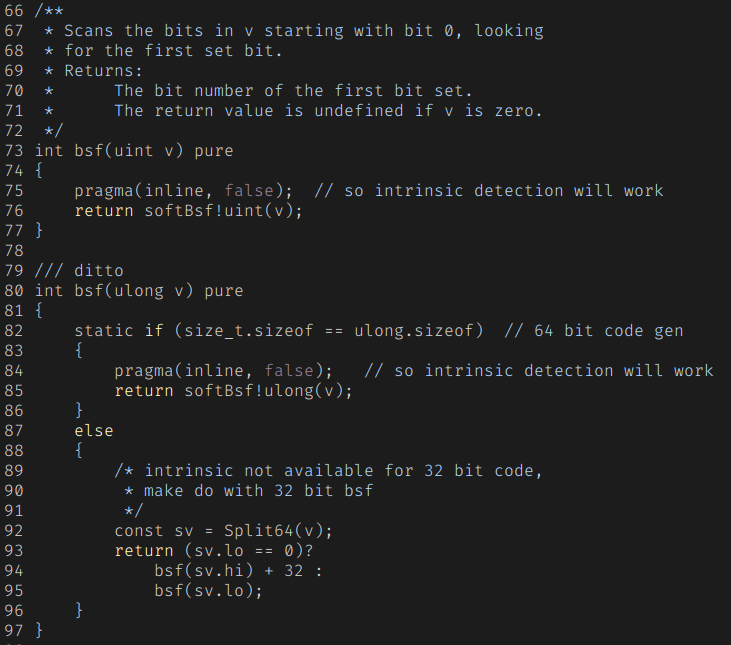 66 /**
67  * Scans the bits in v starting with bit 0, looking
68  * for the first set bit.
69  * Returns:
70  *      The bit number of the first bit set.
71  *      The return value is undefined if v is zero.
72  */
73 int bsf(uint v) pure
74 {
75     pragma(inline, false);  // so intrinsic detection will work
76     return softBsf!uint(v);
77 }
78
79 /// ditto
80 int bsf(ulong v) pure
81 {
82     static if (size_t.sizeof == ulong.sizeof)  // 64 bit code gen
83     {
84         pragma(inline, false);   // so intrinsic detection will work
85         return softBsf!ulong(v);
86     }
87     else
88     {
89         /* intrinsic not available for 32 bit code,
90          * make do with 32 bit bsf
91          */
92         const sv = Split64(v);
93         return (sv.lo == 0)?
94             bsf(sv.hi) + 32 :
95             bsf(sv.lo);
96     }
97 }